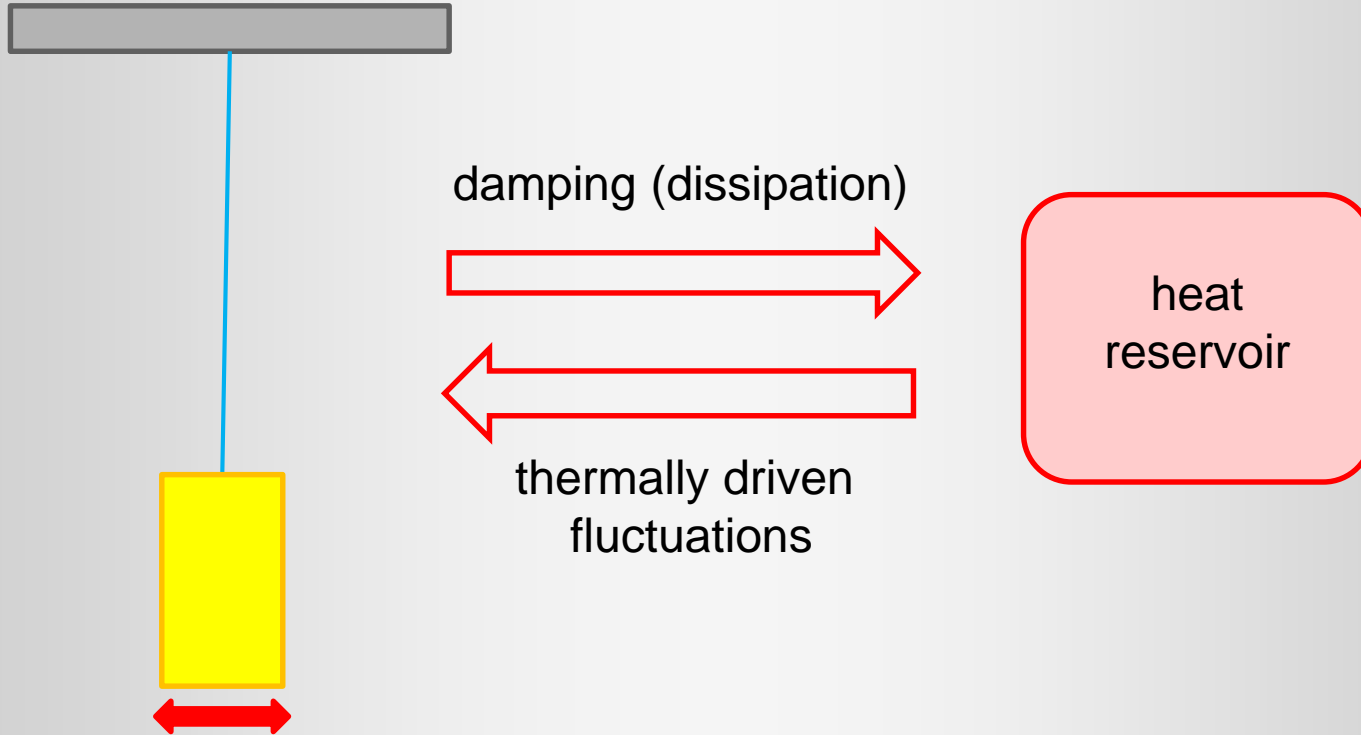 damping (dissipation)
heat
reservoir
thermally driven
fluctuations